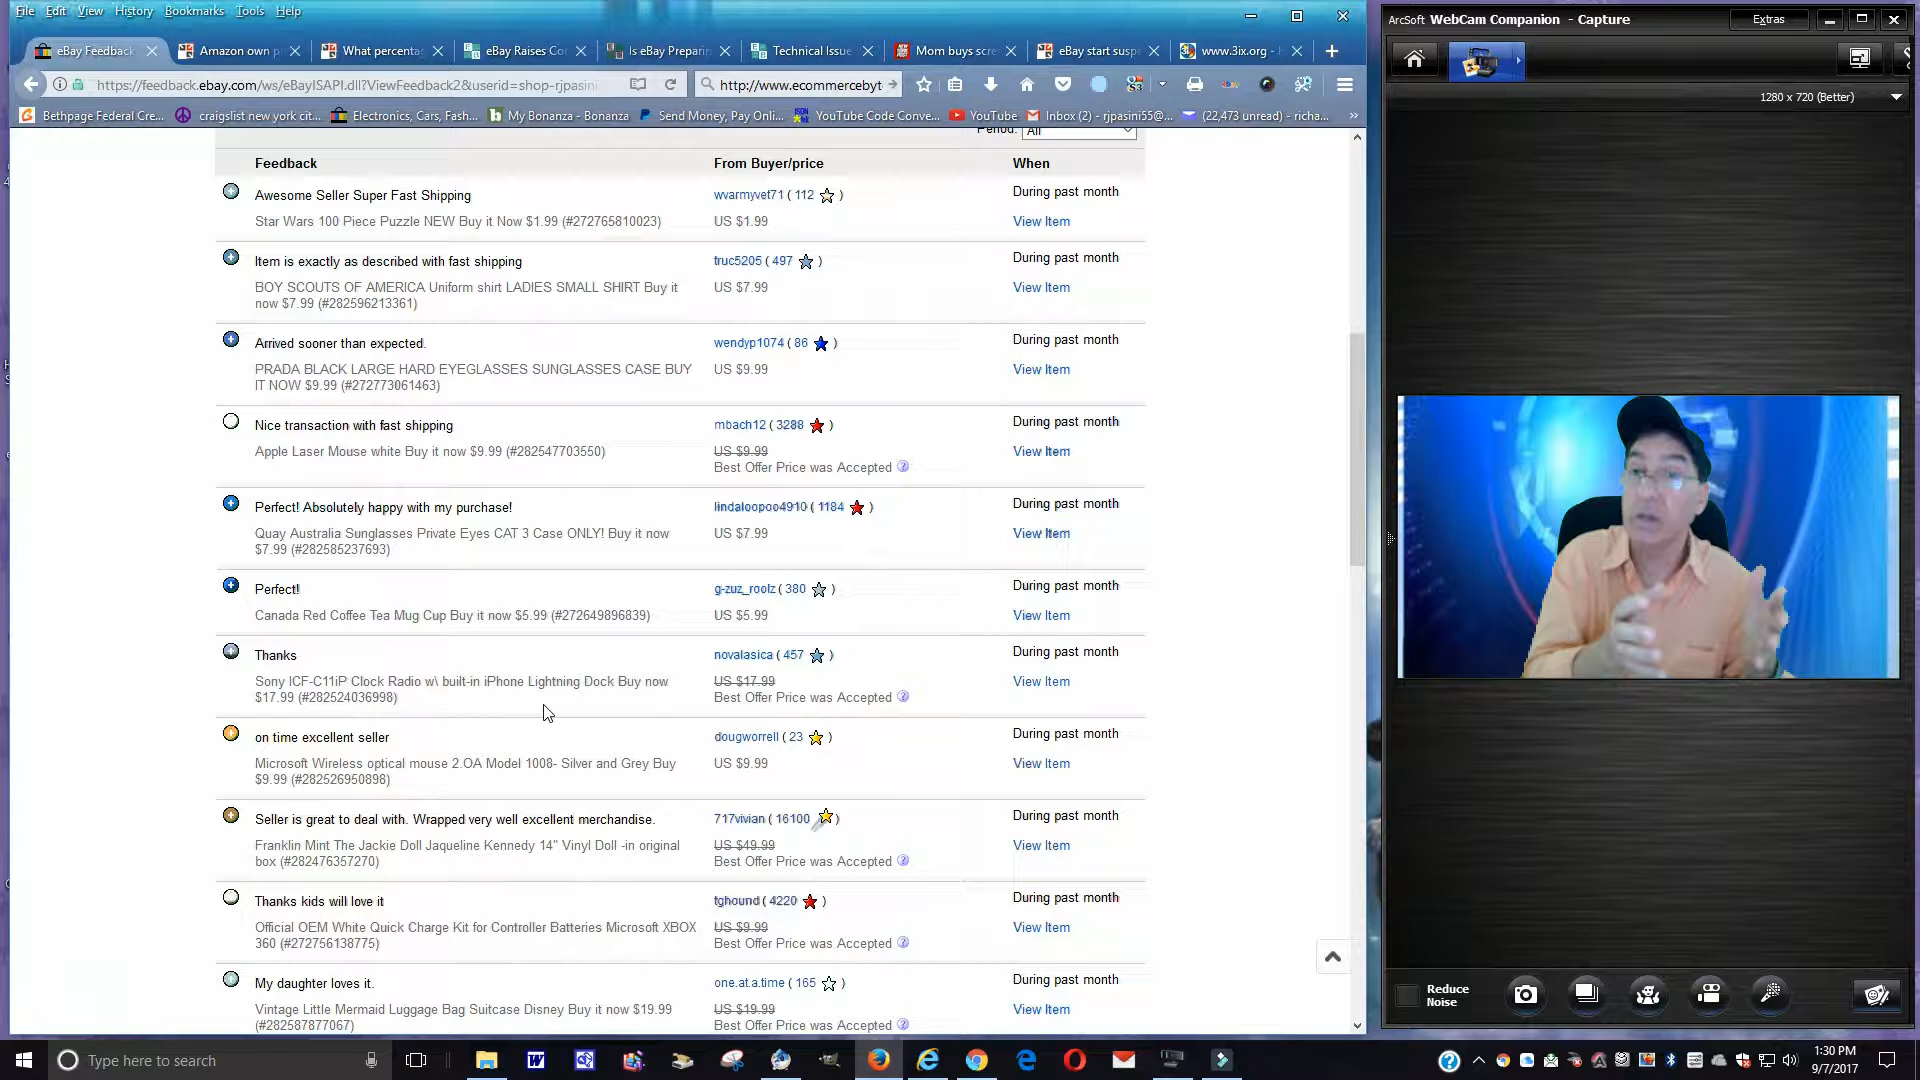 File Edit View History Bookmarks Tools Help
ArcSoft WebCam Companion - Capture
Extras
eBay Feedback
Amazon own p
What percenta
eBay Raises Co
Is eBay Preparin
Technical Issue
Mom buys scre
eBay start susp
www.3ix.org - H
https://feedback.ebay.com/ws/eBayISAPI.dll?ViewFeedback2&userid=shop-rjpasini
http://www.ecommercebyt
1280 x 720 (Better)
Bethpage Federal Cre...
craigslist new york cit...
Electronics, Cars, Fash...
My Bonanza - Bonanza
Send Money, Pay Onli...
YouTube Code Conve...
YouTube
Inbox (2) - rjpasini55@...
(22,473 unread) - richa...
Period: All
Feedback From Buyer/price When
Awesome Seller Super Fast Shipping wvarmyvet71 ( 112 ) During past month
Star Wars 100 Piece Puzzle NEW Buy it Now $1.99 (#272765810023) US $1.99 View Item
Item is exactly as described with fast shipping truc5205 ( 497 ) During past month
BOY SCOUTS OF AMERICA Uniform shirt LADIES SMALL SHIRT Buy it US $7.99 View Item
now $7.99 (#282596213361)
Arrived sooner than expected. wendyp1074 ( 86 ) During past month
PRADA BLACK LARGE HARD EYEGLASSES SUNGLASSES CASE BUY US $9.99 View Item
IT NOW $9.99 (#272773061463)
Nice transaction with fast shipping mbach12 ( 3288 ) During past month
Apple Laser Mouse white Buy it now $9.99 (#282547703550) US $9.99 View Item
Best Offer Price was Accepted
Perfect! Absolutely happy with my purchase! lindaloopoo4910 ( 1184 ) During past month
Quay Australia Sunglasses Private Eyes CAT 3 Case ONLY! Buy it now US $7.99 View Item
$7.99 (#282585237693)
Perfect! g-zuz_roolz ( 380 ) During past month
Canada Red Coffee Tea Mug Cup Buy it now $5.99 (#272649896839) US $5.99 View Item
Thanks novalasica ( 457 ) During past month
Sony ICF-C11iP Clock Radio w\ built-in iPhone Lightning Dock Buy now US $17.99 View Item
$17.99 (#282524036998) Best Offer Price was Accepted
on time excellent seller dougworrell ( 23 ) During past month
Microsoft Wireless optical mouse 2.OA Model 1008- Silver and Grey Buy US $9.99 View Item
$9.99 (#282526950898)
Seller is great to deal with. Wrapped very well excellent merchandise. 717vivian ( 16100 ) During past month
Franklin Mint The Jackie Doll Jaqueline Kennedy 14" Vinyl Doll -in original US $49.99 View Item
box (#282476357270) Best Offer Price was Accepted
Thanks kids will love it tghound ( 4220 ) During past month
Official OEM White Quick Charge Kit for Controller Batteries Microsoft XBOX US $9.99 View Item
360 (#272756138775) Best Offer Price was Accepted
My daughter loves it. one.at.a.time ( 165 ) During past month
Vintage Little Mermaid Luggage Bag Suitcase Disney Buy it now $19.99 US $19.99 View Item
(#282587877067) Best Offer Price was Accepted
Reduce
Noise
Type here to search
1:30 PM
9/7/2017